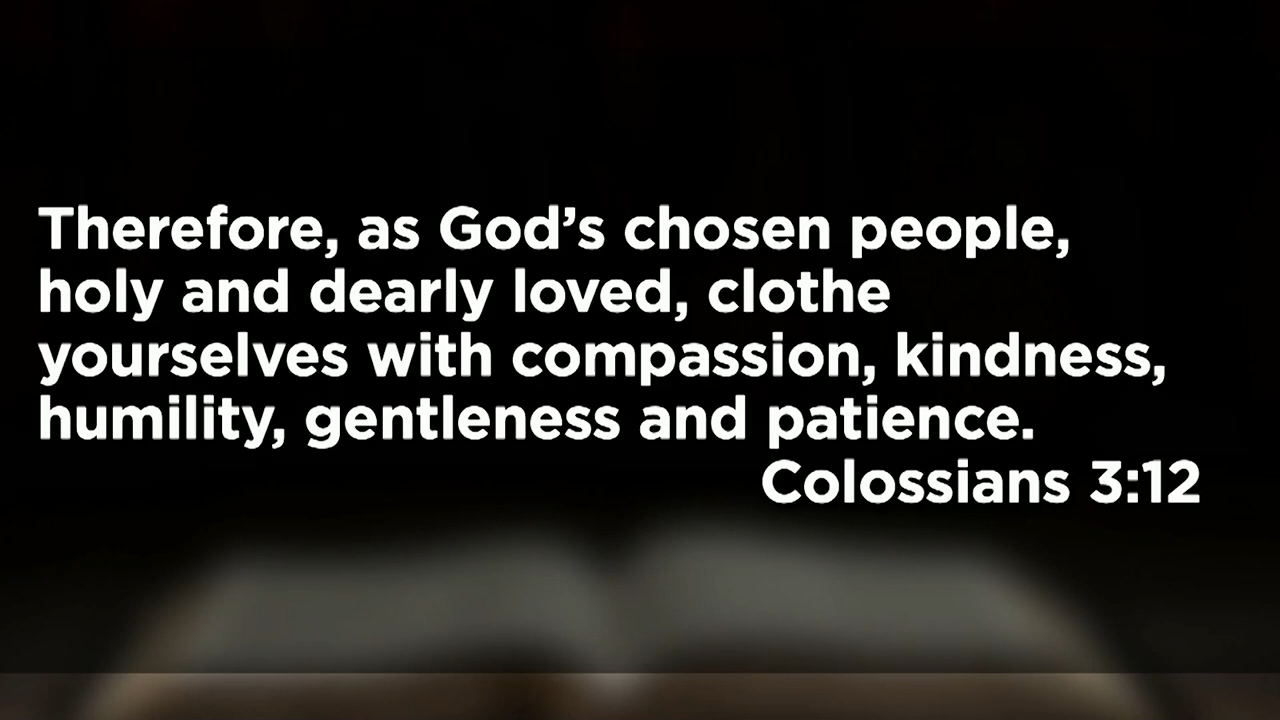 Therefore, as God’s chosen people,
holy and dearly loved, clothe
yourselves with compassion, kindness,
humility, gentleness and patience.
Colossians 3:12